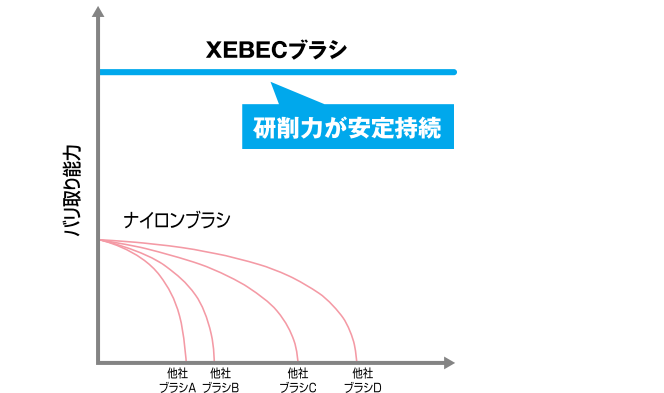 XEBECブラシ
研削力が安定持続
バリ取り能力
ナイロンブラシ
他社
ブラシA
他社
ブラシB
他社
ブラシC
他社
ブラシD